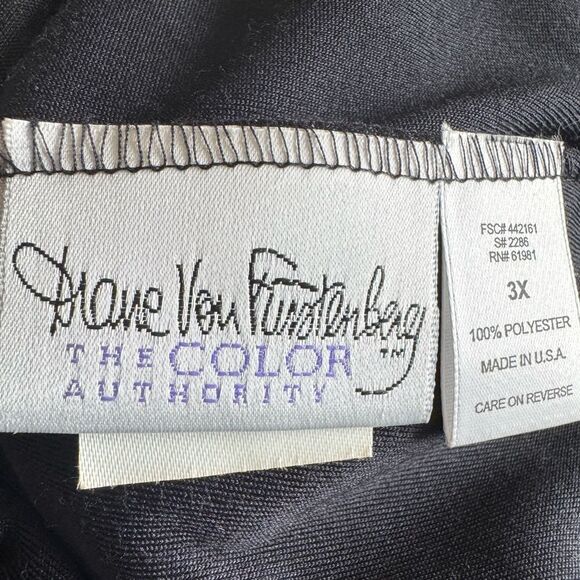 Diane Von Furstenberg
™
THE COLOR
AUTHORITY
FSC# 442161
S# 2286
RN# 61981
3X
100% POLYESTER
MADE IN U.S.A.
CARE ON REVERSE